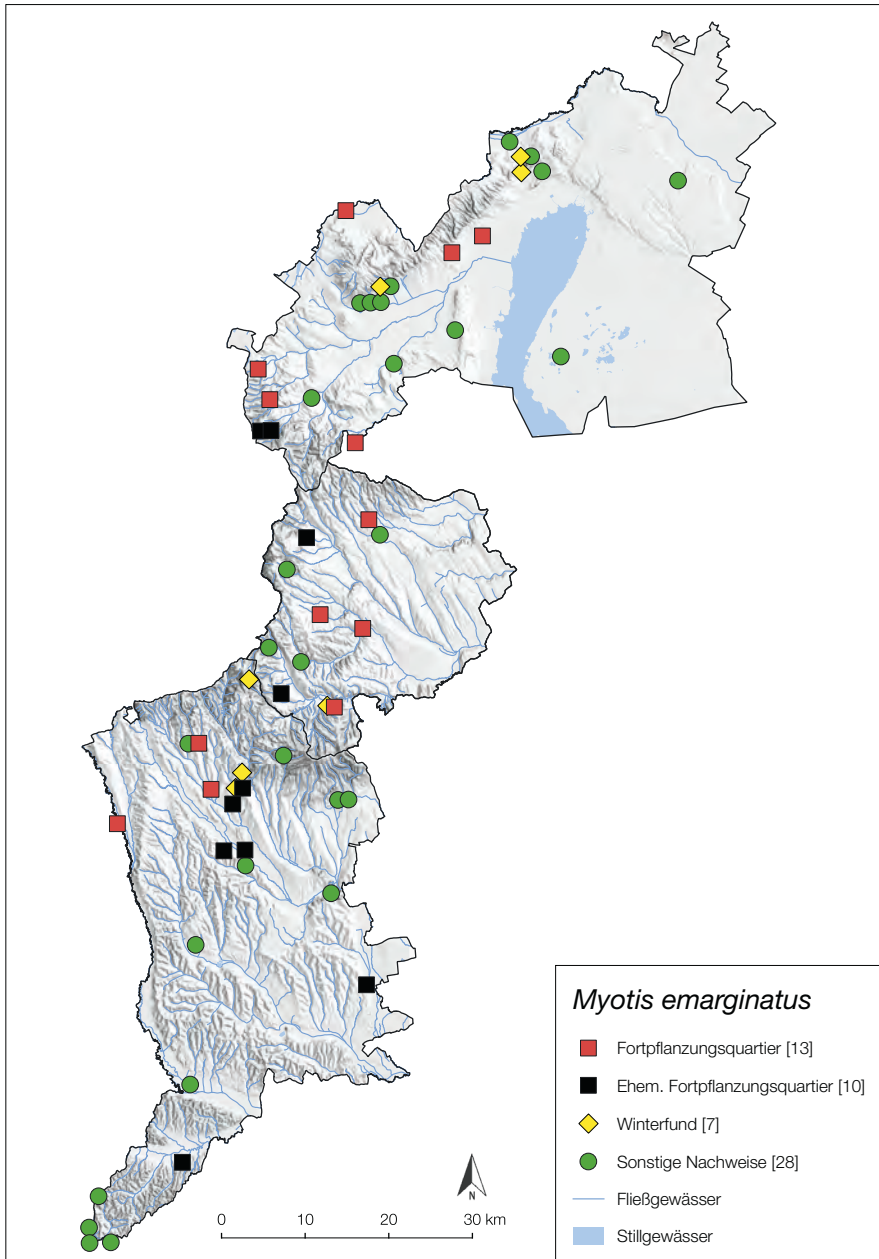 Myotis emarginatus
Fortpflanzungsquartier [13]
Ehem. Fortpflanzungsquartier [10]
Winterfund [7]
Sonstige Nachweise [28]
Fließgewässer
Stillgewässer
N
0 10 20 30 km